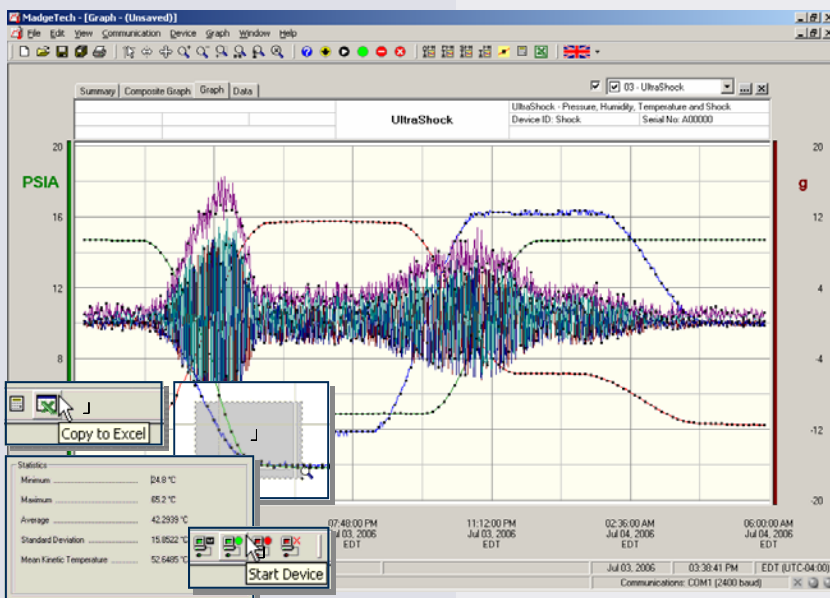 MadgeTech - [Graph - (Unsaved)]
File Edit View Communication Device Graph Window Help
Summary Composite Graph Graph Data
03 - UltraShock
UltraShock
UltraShock - Pressure, Humidity, Temperature and Shock
Device ID: Shock Serial No: A00000
20 20
PSIA g
16 12
12 4
8 -4
-12
-20
Copy to Excel
Statistics
Minimum 24.8 °C
Maximum 65.2 °C
Average 42.2939 °C
Standard Deviation 15.8522 °C
Mean Kinetic Temperature 52.6485 °C
Start Device
07:48:00 PM 11:12:00 PM 02:36:00 AM 06:00:00 AM
Jul 03, 2006 Jul 04, 2006 Jul 04, 2006
EDT EDT EDT EDT
Jul 03, 2006 03:38:41 PM EDT (UTC-04:00)
Communications: COM1 (2400 baud)